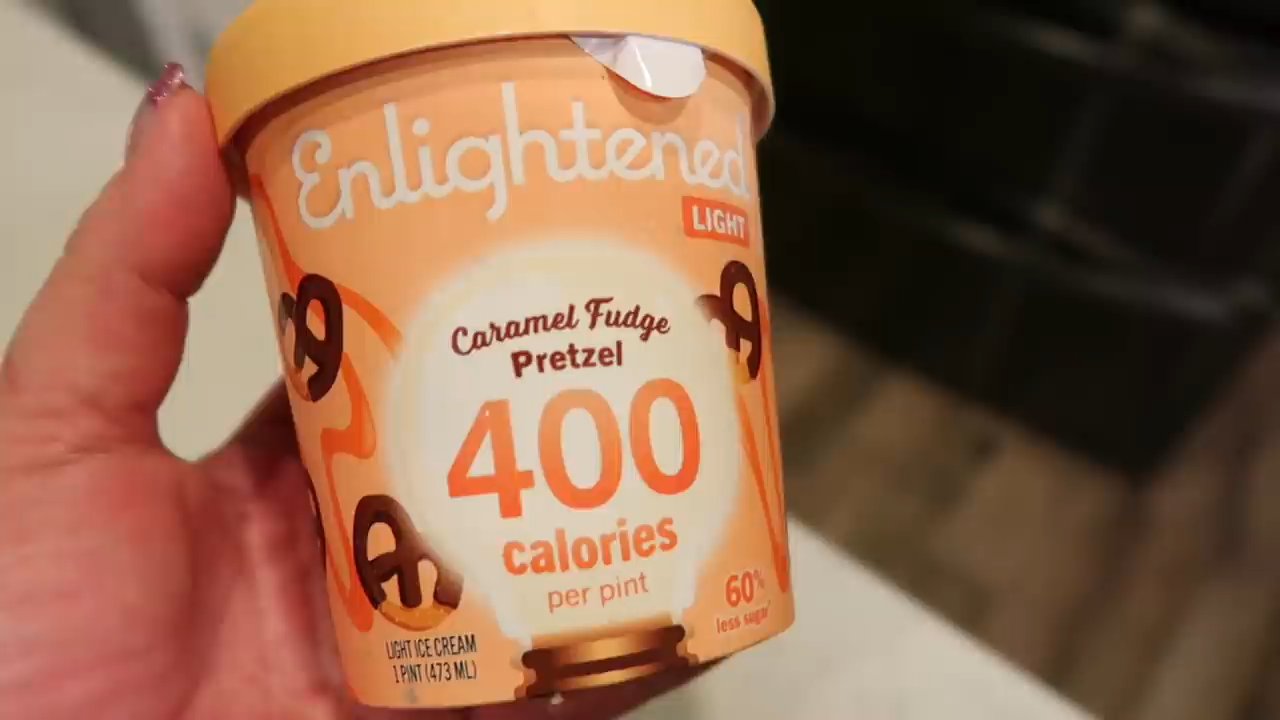 Enlightened
LIGHT
Caramel Fudge
Pretzel
400
calories
per pint
60%
less sugar
LIGHT ICE CREAM
1 PINT (473 ML)